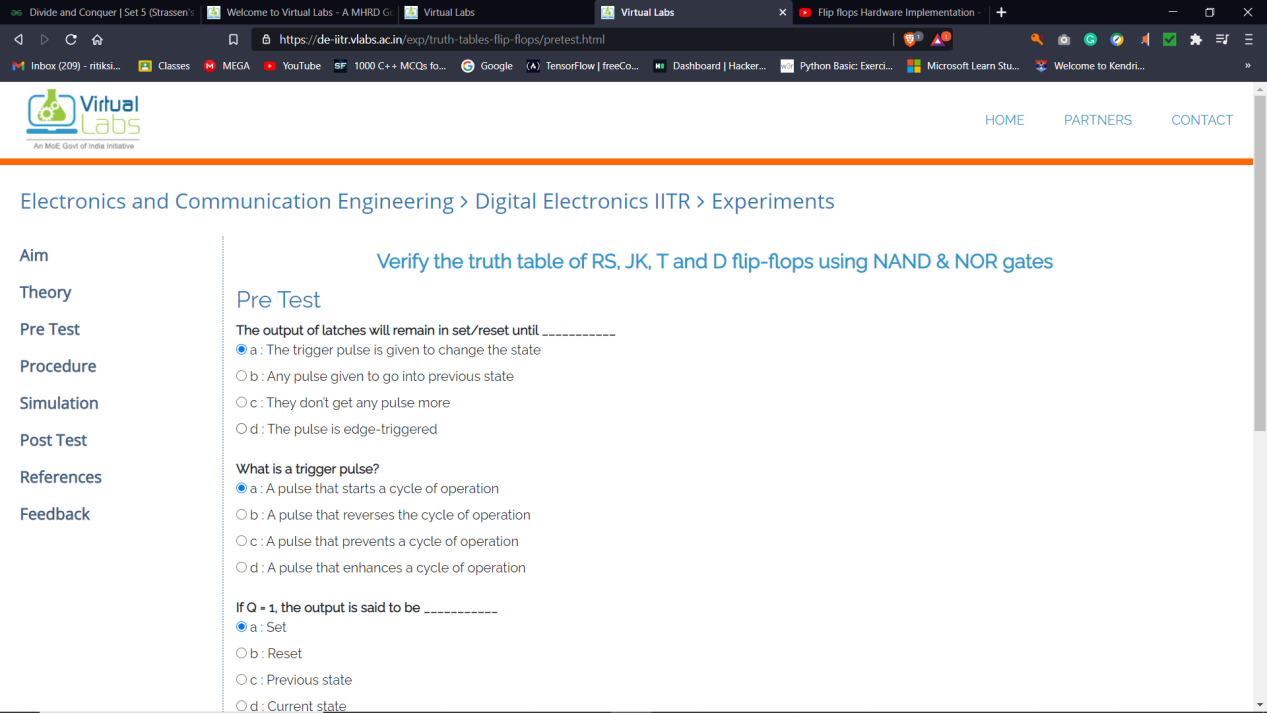 Divide and Conquer | Set 5 (Strassen's
Welcome to Virtual Labs - A MHRD Go
Virtual Labs
Virtual Labs
Flip flops Hardware Implementation -
https://de-iitr.vlabs.ac.in/exp/truth-tables-flip-flops/pretest.html
Inbox (209) - ritiksi...
Classes
MEGA
YouTube
SF 1000 C++ MCQs fo...
Google
TensorFlow | freeCo...
Dashboard | Hacker...
w3r Python Basic: Exerci...
Microsoft Learn Stu...
Welcome to Kendri...
Virtual
Labs
An MoE Govt of India Initiative
HOME
PARTNERS
CONTACT
Electronics and Communication Engineering > Digital Electronics IITR > Experiments
Aim
Theory
Pre Test
Procedure
Simulation
Post Test
References
Feedback
Verify the truth table of RS, JK, T and D flip-flops using NAND & NOR gates
Pre Test
The output of latches will remain in set/reset until ___________
a : The trigger pulse is given to change the state
b : Any pulse given to go into previous state
c : They don't get any pulse more
d : The pulse is edge-triggered
What is a trigger pulse?
a : A pulse that starts a cycle of operation
b : A pulse that reverses the cycle of operation
c : A pulse that prevents a cycle of operation
d : A pulse that enhances a cycle of operation
If Q = 1, the output is said to be ___________
a : Set
b : Reset
c : Previous state
d : Current state